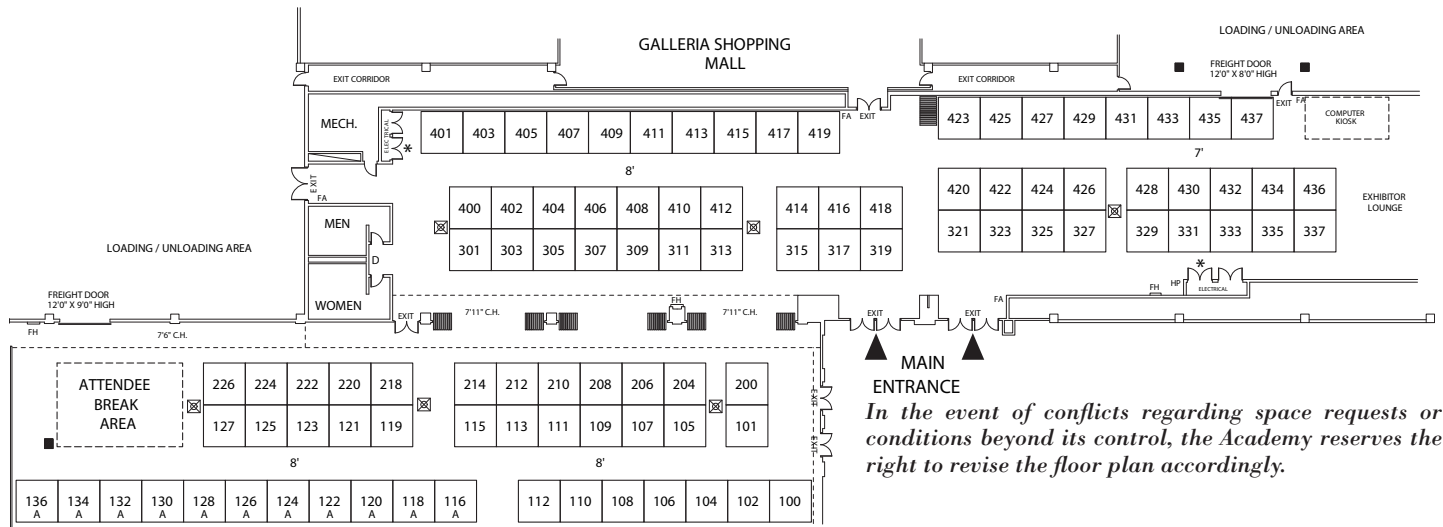 LOADING / UNLOADING AREA
GALLERIA SHOPPING
MALL
FREIGHT DOOR
12'0" X 8'0" HIGH
EXIT CORRIDOR
EXIT CORRIDOR
EXIT FA
COMPUTER
KIOSK
MECH.
ELECTRICAL
*
FA EXIT
401 403 405 407 409 411 413 415 417 419
423 425 427 429 431 433 435 437
8'
7'
EXIT
FA
400 402 404 406 408 410 412
414 416 418
420 422 424 426
428 430 432 434 436
EXHIBITOR
LOUNGE
MEN
301 303 305 307 309 311 313
315 317 319
321 323 325 327
329 331 333 335 337
LOADING / UNLOADING AREA
D
*
HP
ELECTRICAL
FH
FREIGHT DOOR
12'0" X 9'0" HIGH
WOMEN
FH
FA
EXIT
7'11" C.H.
7'11" C.H.
EXIT
EXIT
FH
7'6" C.H.
MAIN
ENTRANCE
ATTENDEE
BREAK
AREA
226 224 222 220 218
214 212 210 208 206 204
200
EXIT
127 125 123 121 119
115 113 111 109 107 105
101
EXIT
8'
8'
In the event of conflicts regarding space requests or
conditions beyond its control, the Academy reserves the
right to revise the floor plan accordingly.
136 134 132 130 128 126 124 122 120 118 116
A A A A A A A A A A A
112 110 108 106 104 102 100